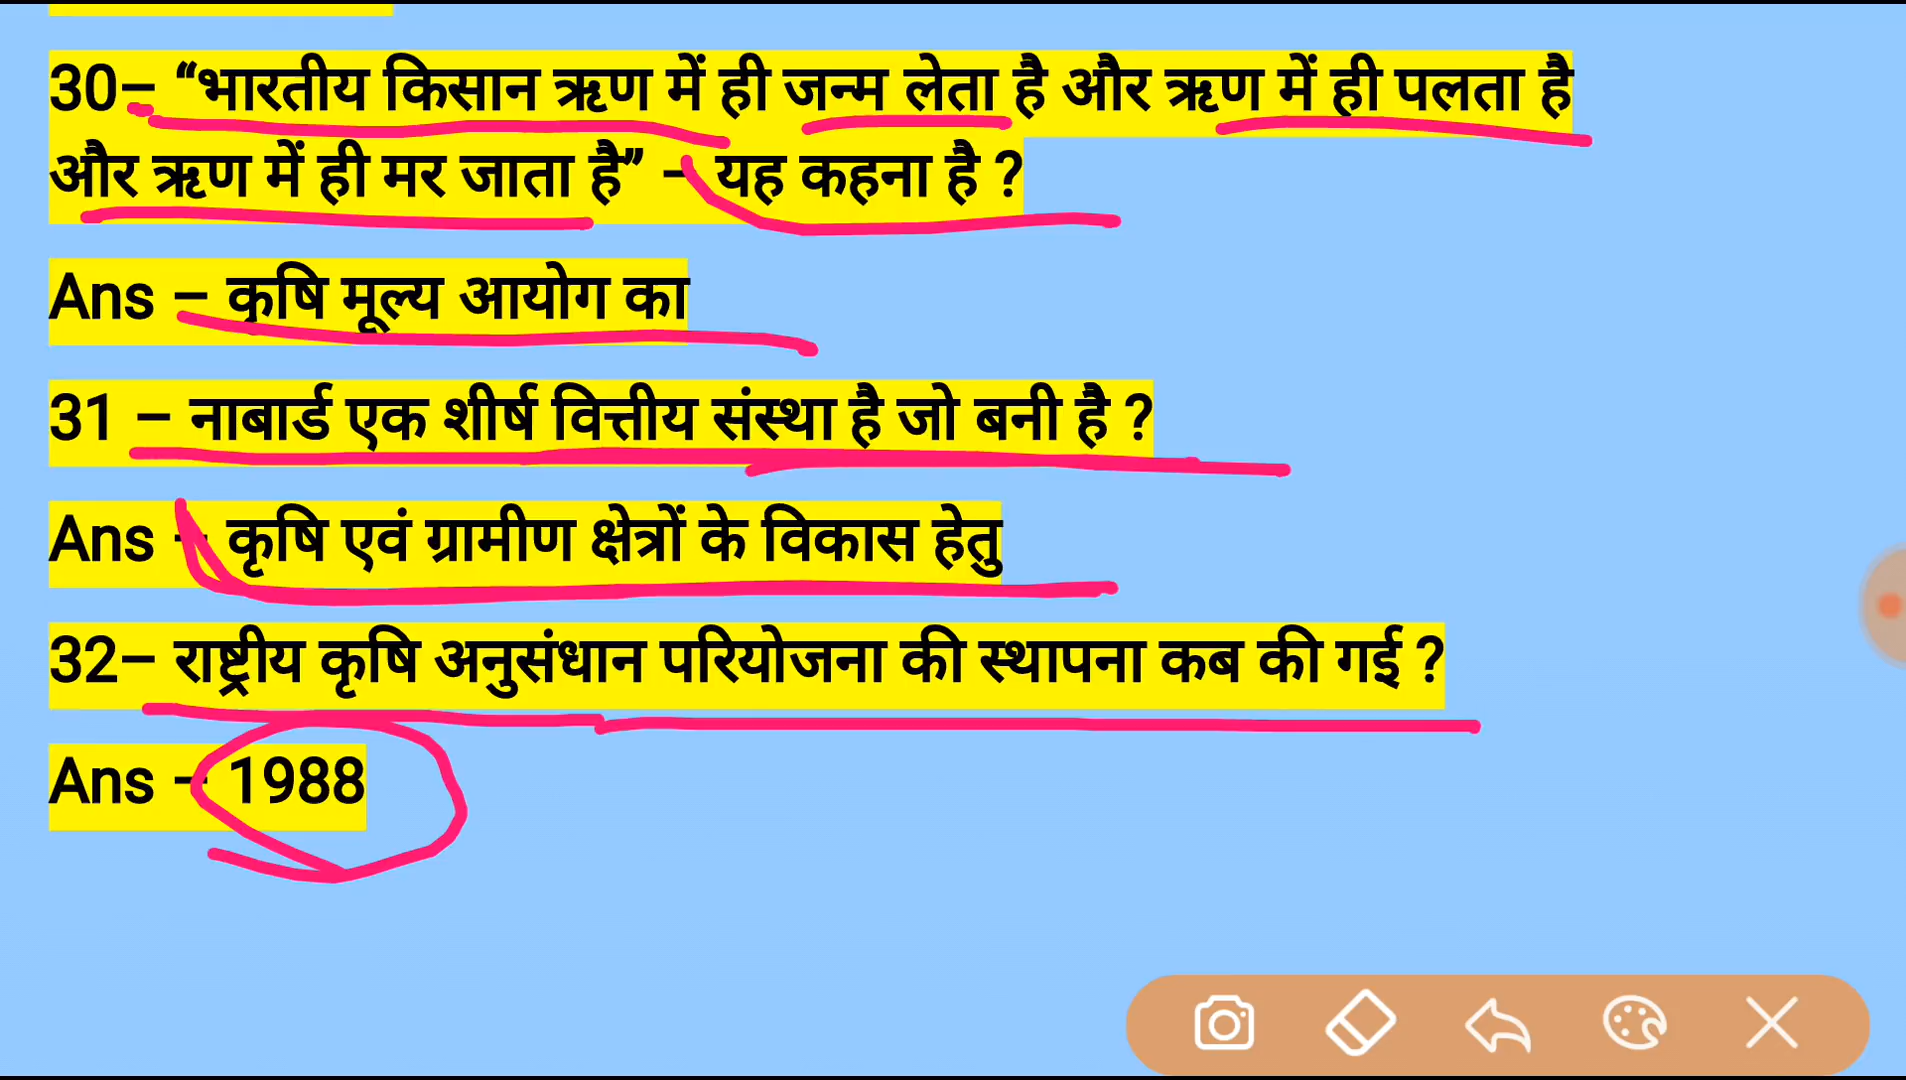 30– “भारतीय किसान ऋण में ही जन्म लेता है और ऋण में ही पलता है
और ऋण में ही मर जाता है” – यह कहना है ?
Ans – कृषि मूल्य आयोग का
31 – नाबार्ड एक शीर्ष वित्तीय संस्था है जो बनी है ?
Ans – कृषि एवं ग्रामीण क्षेत्रों के विकास हेतु
32– राष्ट्रीय कृषि अनुसंधान परियोजना की स्थापना कब की गई ?
Ans – 1988